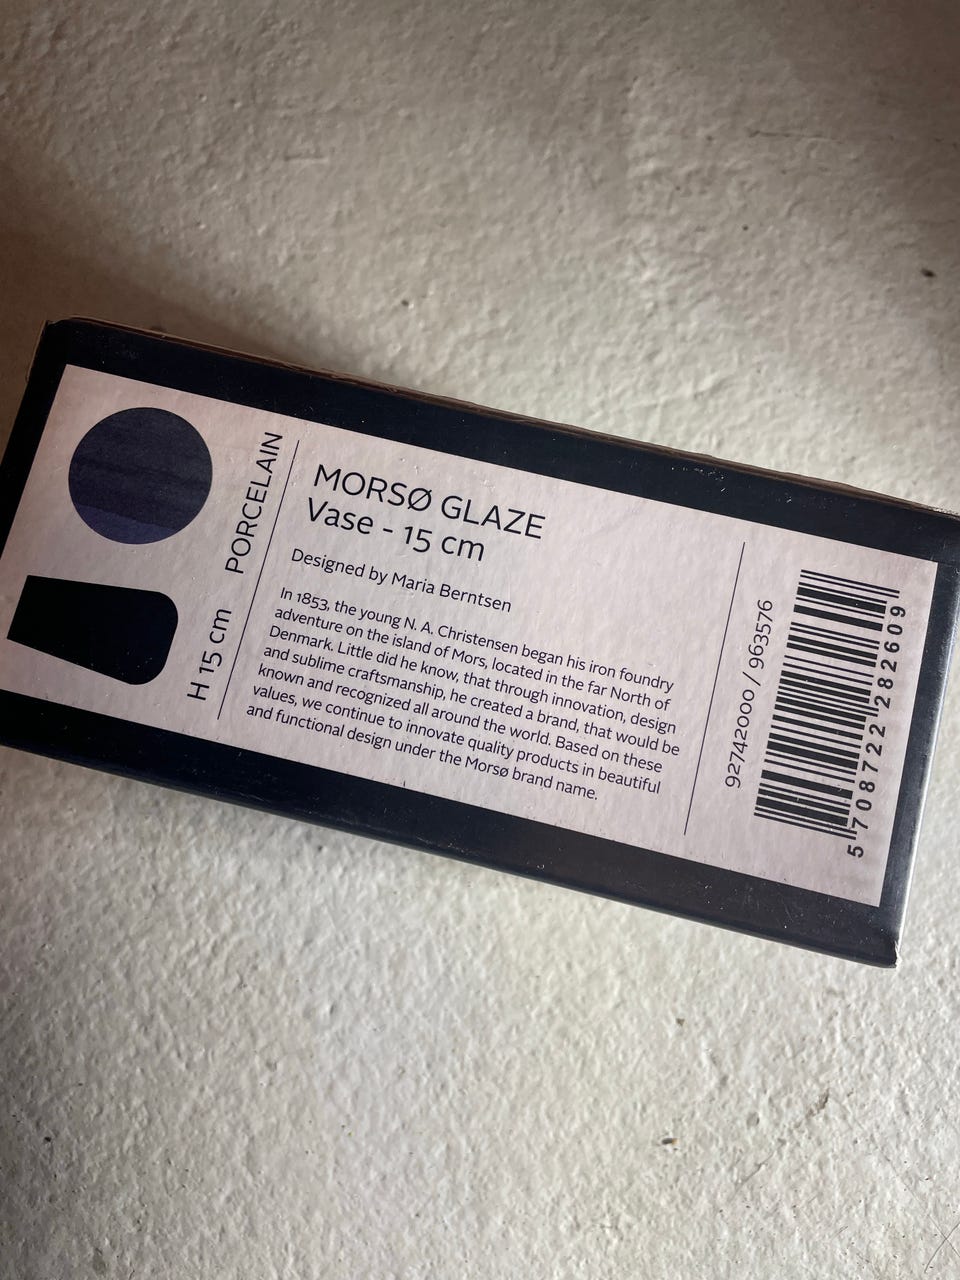 PORCELAIN
H 15 cm
MORSØ GLAZE
Vase - 15 cm
Designed by Maria Berntsen
In 1853, the young N. A. Christensen began his iron foundry
adventure on the island of Mors, located in the far North of
Denmark. Little did he know, that through innovation, design
and sublime craftsmanship, he created a brand, that would be
known and recognized all around the world. Based on these
values, we continue to innovate quality products in beautiful
and functional design under the Morsø brand name.
92742000 / 963576
5 708722 282609